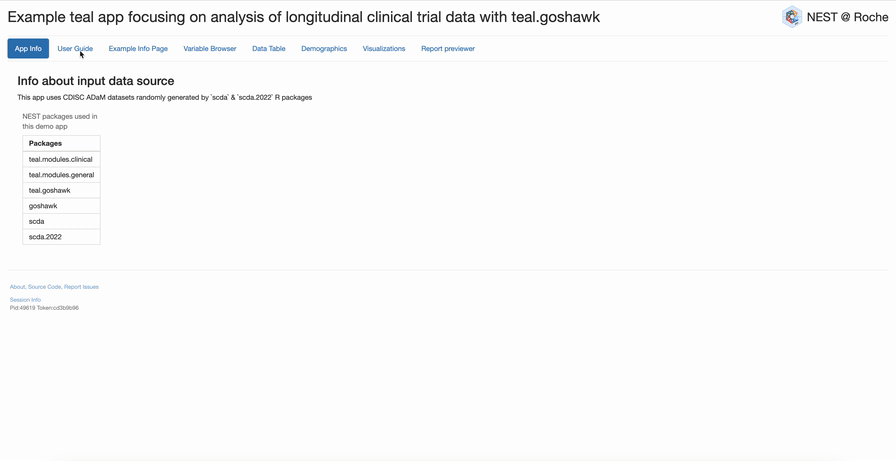 Example teal app focusing on analysis of longitudinal clinical trial data with teal.goshawk
NEST @ Roche
App Info
User Guide
Example Info Page
Variable Browser
Data Table
Demographics
Visualizations
Report previewer
Info about input data source
This app uses CDISC ADaM datasets randomly generated by `scda` & `scda.2022` R packages
NEST packages used in
this demo app
Packages
teal.modules.clinical
teal.modules.general
teal.goshawk
goshawk
scda
scda.2022
About, Source Code, Report Issues
Session Info
Pid:49619 Token:cd3b9b96